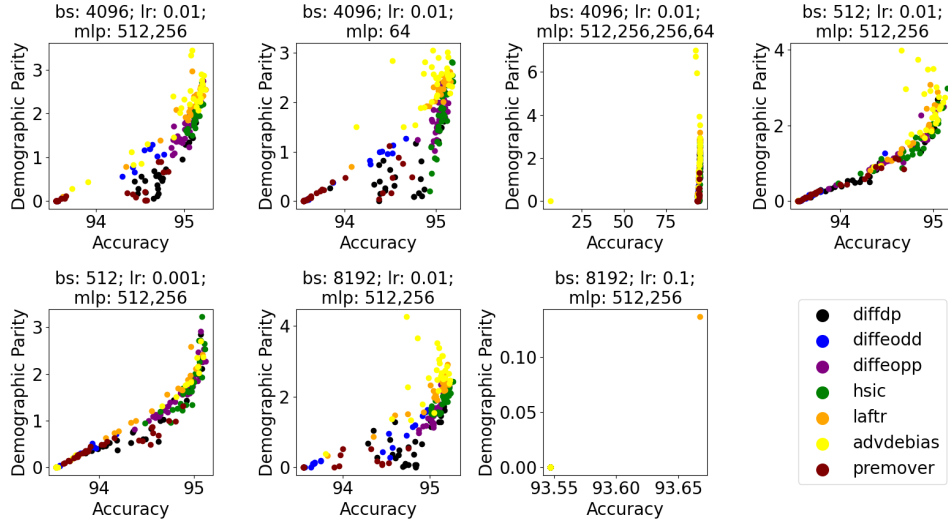 bs: 4096; lr: 0.01;
mlp: 512,256
Demographic Parity
3
2
1
0
94
95
Accuracy
bs: 4096; lr: 0.01;
mlp: 64
Demographic Parity
3
2
1
0
94
95
Accuracy
bs: 4096; lr: 0.01;
mlp: 512,256,256,64
Demographic Parity
6
4
2
0
25
50
75
Accuracy
bs: 512; lr: 0.01;
mlp: 512,256
Demographic Parity
4
2
0
94
95
Accuracy
bs: 512; lr: 0.001;
mlp: 512,256
Demographic Parity
3
2
1
0
94
95
Accuracy
bs: 8192; lr: 0.01;
mlp: 512,256
Demographic Parity
4
2
0
94
95
Accuracy
bs: 8192; lr: 0.1;
mlp: 512,256
Demographic Parity
0.10
0.05
0.00
93.55
93.60
93.65
Accuracy
diffdp
diffeodd
diffeopp
hsic
laftr
advdebias
premover